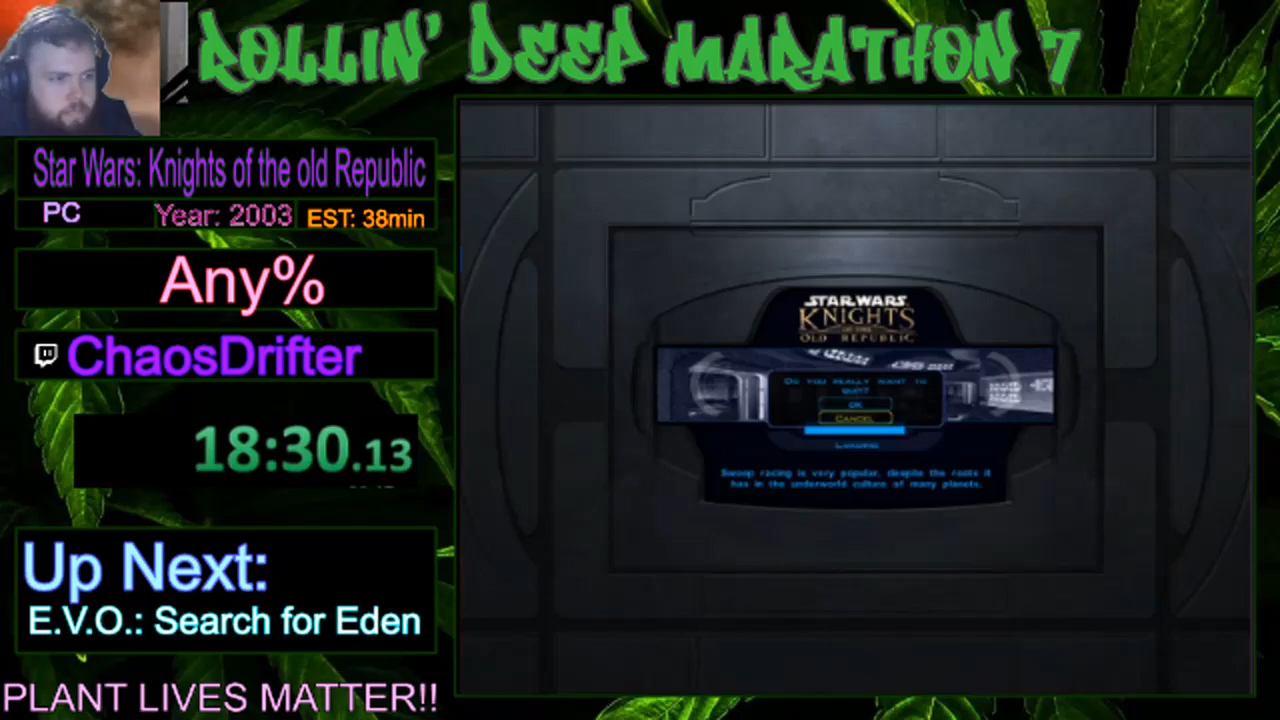 ROLLIN' DEEP MARATHON 7
Star Wars: Knights of the old Republic
PC Year: 2003 EST: 38min
Any%
ChaosDrifter
18:30.13
Up Next:
E.V.O.: Search for Eden
PLANT LIVES MATTER!!
STAR WARS
KNIGHTS
OF THE
OLD REPUBLIC
Do you really want to
quit?
OK
Cancel
Loading
Swoop racing is very popular, despite the roots it
has in the underworld culture of many planets.